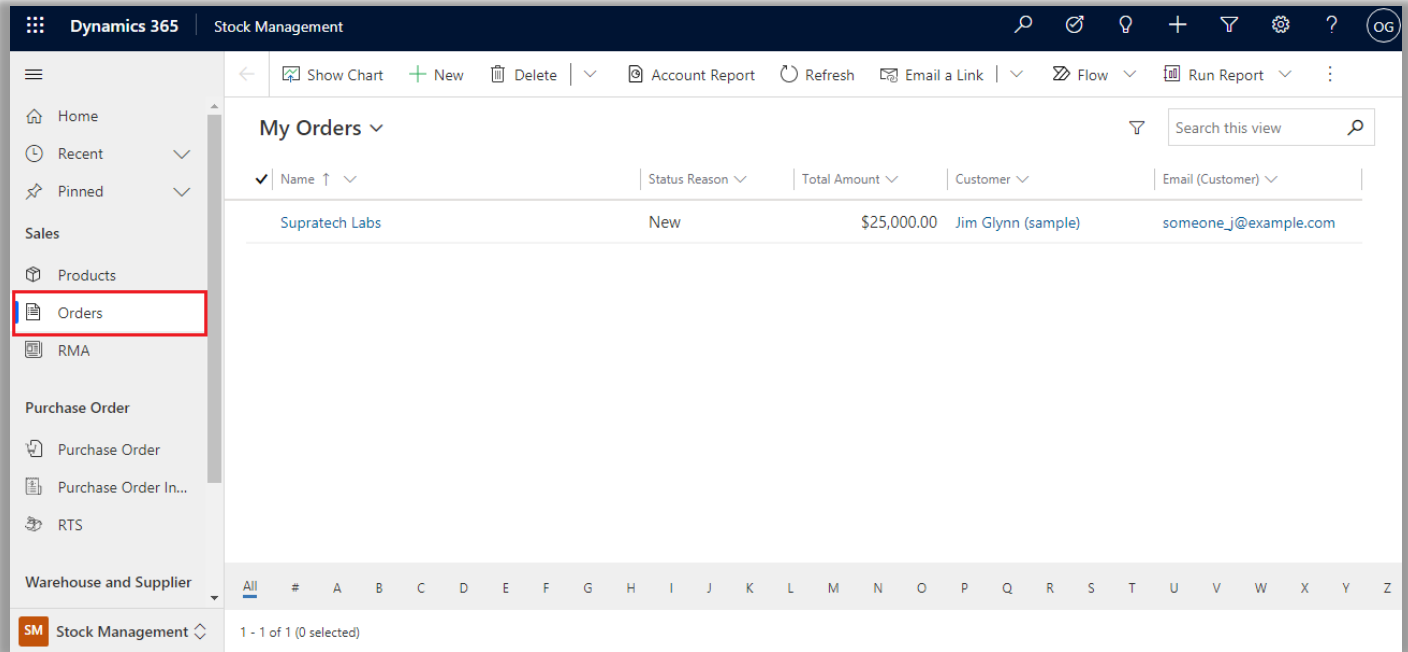 Dynamics 365 Stock Management ? OG
Show Chart New Delete Account Report Refresh Email a Link Flow Run Report
Home
Recent
Pinned
Sales
Products
Orders
RMA
Purchase Order
Purchase Order
Purchase Order In...
RTS
Warehouse and Supplier
SM Stock Management
My Orders Search this view
Name ↑ Status Reason Total Amount Customer Email (Customer)
Supratech Labs New $25,000.00 Jim Glynn (sample) someone_j@example.com
All # A B C D E F G H I J K L M N O P Q R S T U V W X Y Z
1 - 1 of 1 (0 selected)